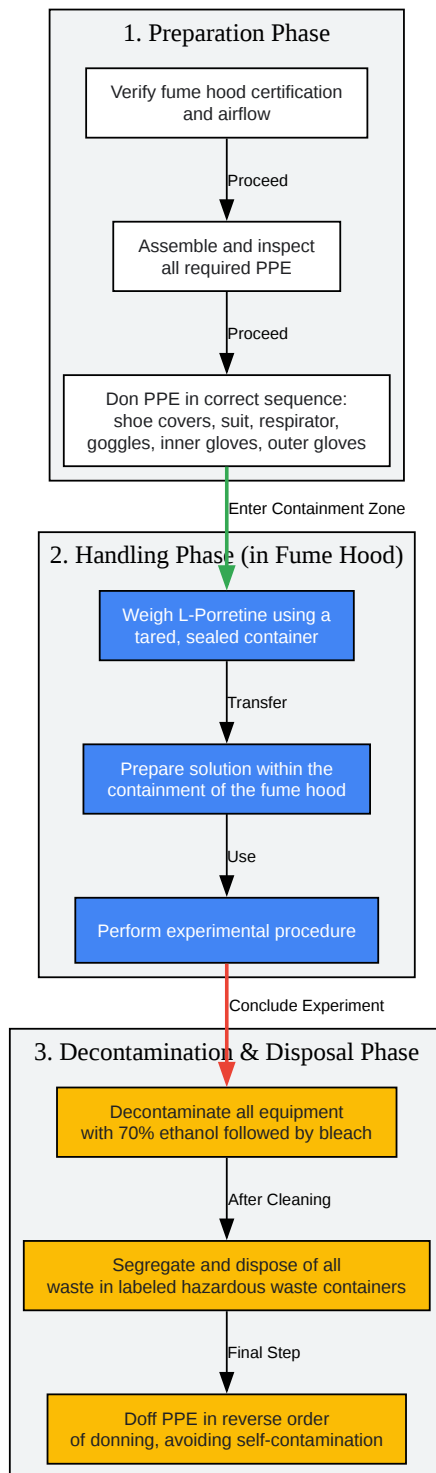 1. Preparation Phase
Verify fume hood certification
and airflow
Proceed
Assemble and inspect
all required PPE
Proceed
Don PPE in correct sequence:
shoe covers, suit, respirator,
goggles, inner gloves, outer gloves
Enter Containment Zone
2. Handling Phase (in Fume Hood)
Weigh L-Porretine using a
tared, sealed container
Transfer
Prepare solution within the
containment of the fume hood
Use
Perform experimental procedure
Conclude Experiment
3. Decontamination & Disposal Phase
Decontaminate all equipment
with 70% ethanol followed by bleach
After Cleaning
Segregate and dispose of all
waste in labeled hazardous waste containers
Final Step
Doff PPE in reverse order
of donning, avoiding self-contamination